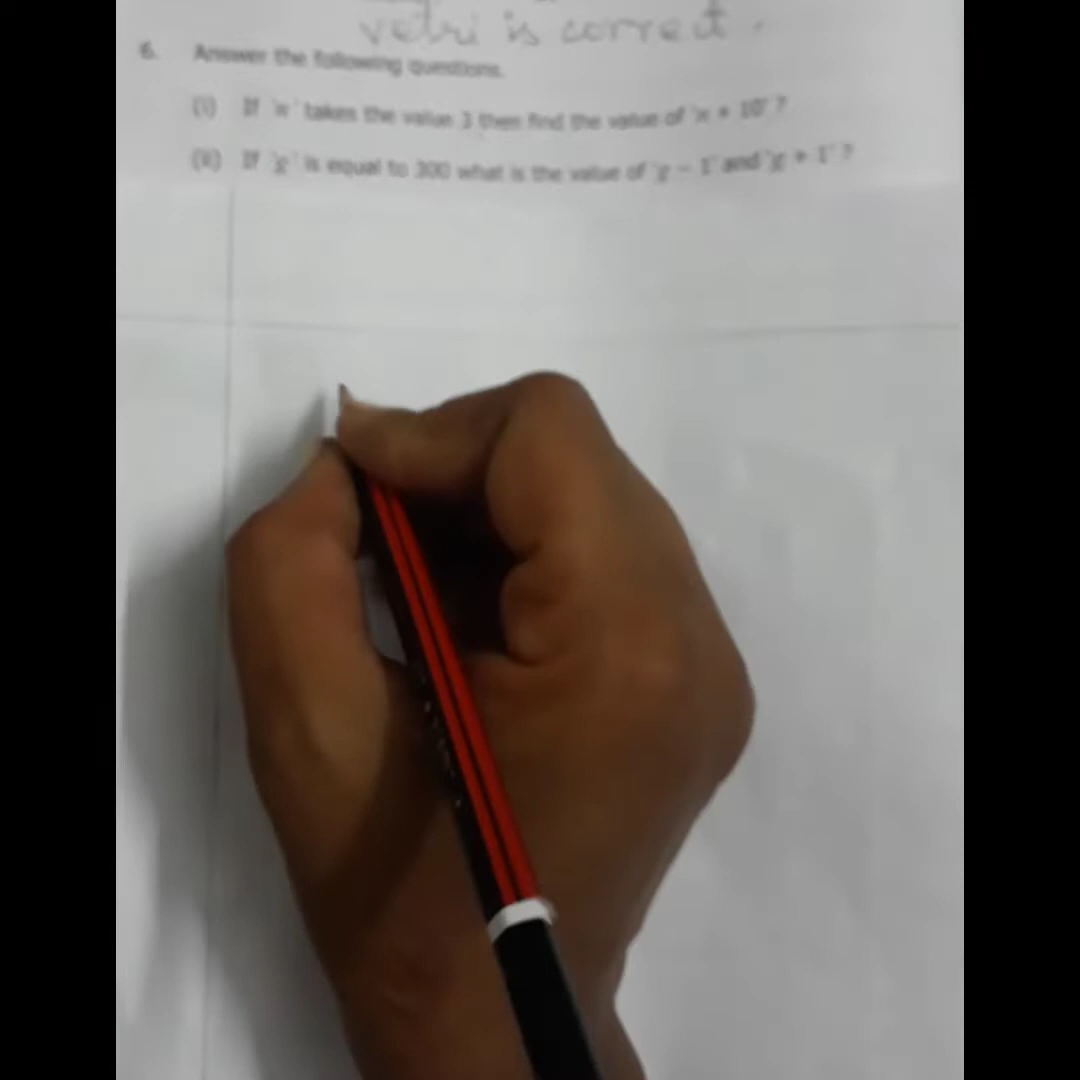 vetri is correct.
6. Answer the following questions.
(i) If 'n' takes the value 3 then find the value of 'n + 10' ?
(ii) If 'g' is equal to 300 what is the value of 'g - 1' and 'g + 1' ?